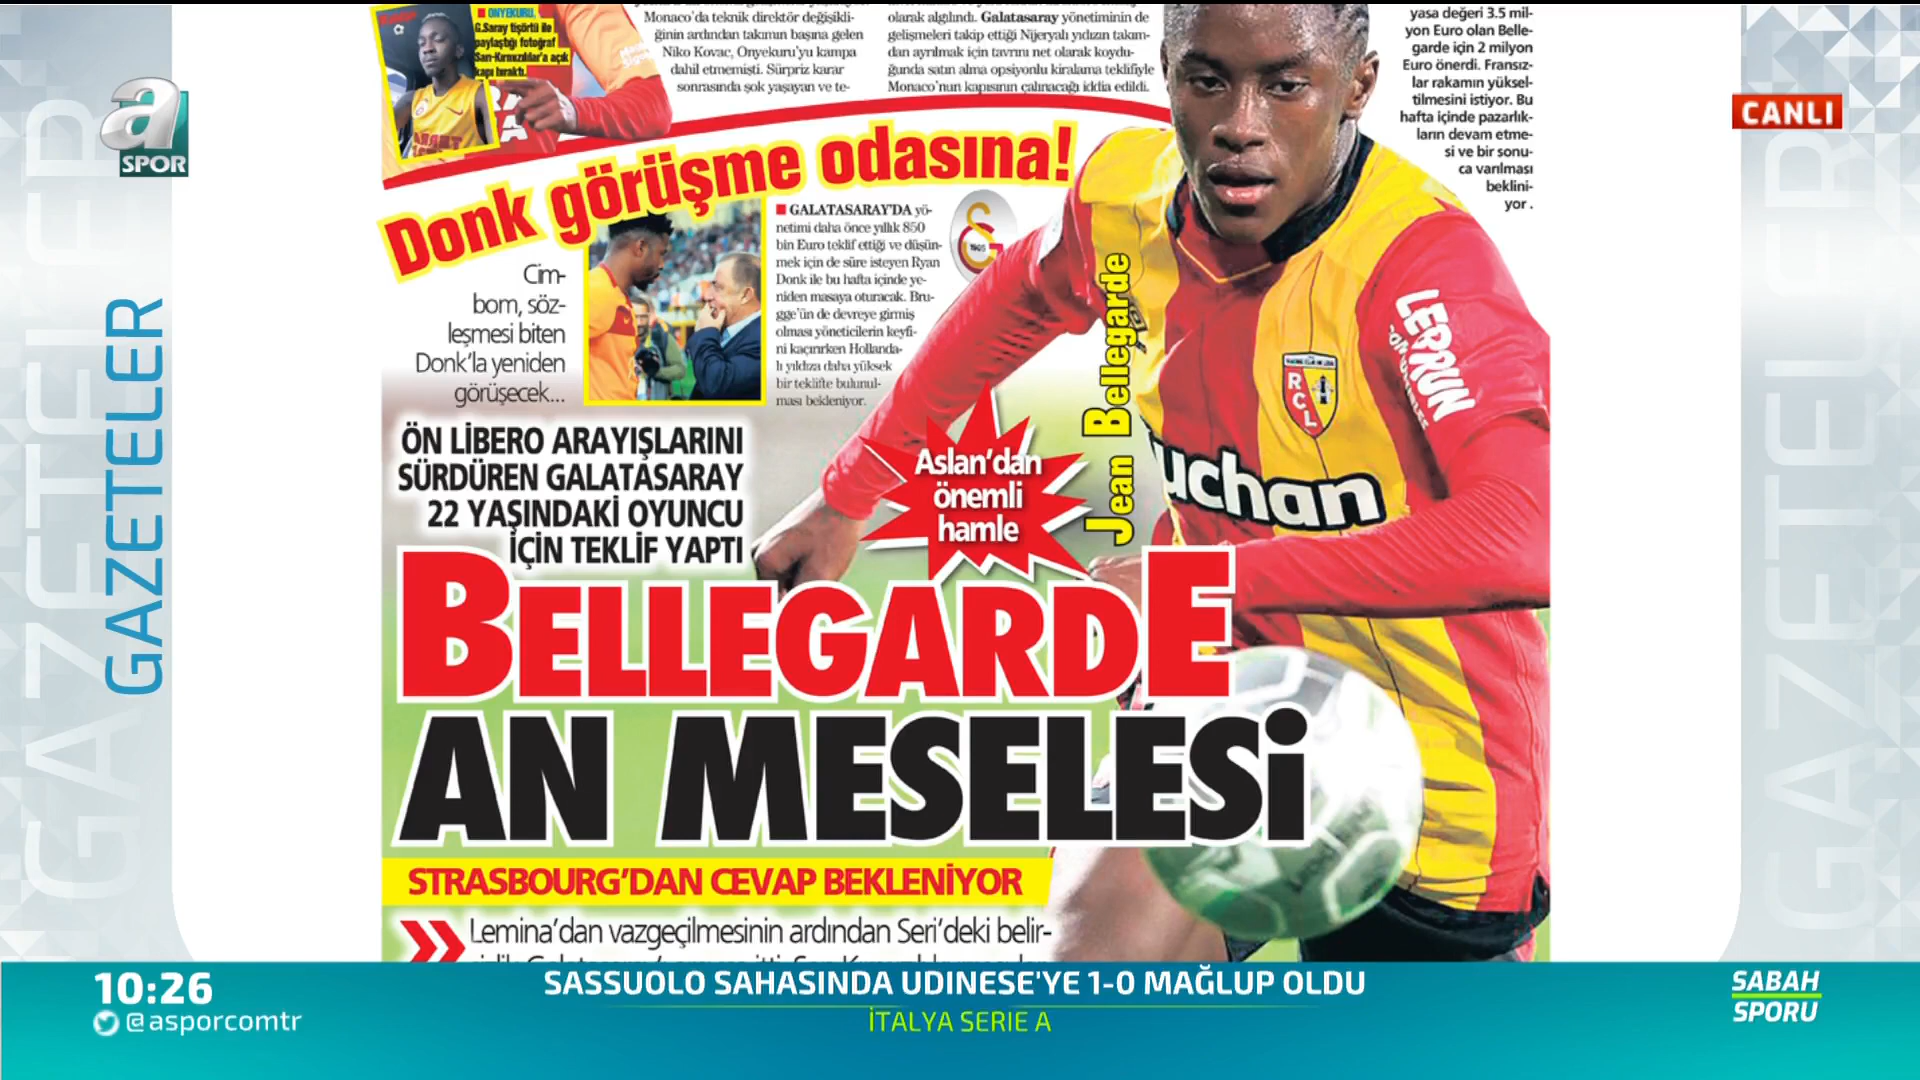 GAZETELER
GAZETELER
a
SPOR
ONYEKURU,
G.Saray tişörtü ile
paylaştığı fotoğraf
Sarı-Kırmızılılar'a açık
kapı bıraktı.
Monaco'da teknik direktör değişikli-
ğinin ardından takımın başına gelen
Niko Kovac, Onyekuru'yu kampa
dahil etmemişti. Sürpriz karar
sonrasında şok yaşayan ve te-
olarak algılandı. Galatasaray yönetiminin de
gelişmeleri takip ettiği Nijeryalı yıldızın takım-
dan ayrılmak için tavrını net olarak koydu-
ğunda satın alma opsiyonlu kiralama teklifiyle
Monaco'nun kapısının çalınacağı iddia edildi.
yasa değeri 3.5 mil-
yon Euro olan Belle-
garde için 2 milyon
Euro önerdi. Fransız-
lar rakamın yüksel-
tilmesini istiyor. Bu
hafta içinde pazarlık-
ların devam etme-
si ve bir sonu-
ca varılması
beklini-
yor .
CANLI
Donk görüşme odasına!
Cim-
bom, söz-
leşmesi biten
Donk'la yeniden
görüşecek...
GALATASARAY'DA yö-
netimi daha önce yıllık 850
bin Euro teklif ettiği ve düşün-
mek için de süre isteyen Ryan
Donk ile bu hafta içinde ye-
niden masaya oturacak. Bru-
gge'ün de devreye girmiş
olması yöneticilerin keyfi-
ni kaçırırken Hollanda-
lı yıldıza daha yüksek
bir teklifte bulunul-
ması bekleniyor.
1905
Jean Bellegarde
LEPRUN
RCL
uchan
ÖN LİBERO ARAYIŞLARINI
SÜRDÜREN GALATASARAY
22 YAŞINDAKİ OYUNCU
İÇİN TEKLİF YAPTI
Aslan'dan
önemli
hamle
BELLEGARDE
AN MESELESİ
STRASBOURG'DAN CEVAP BEKLENİYOR
Lemina'dan vazgeçilmesinin ardından Seri'deki belir-
10:26
@asporcomtr
SASSUOLO SAHASINDA UDINESE'YE 1-0 MAĞLUP OLDU
İTALYA SERIE A
SABAH
SPORU
GAZETELER